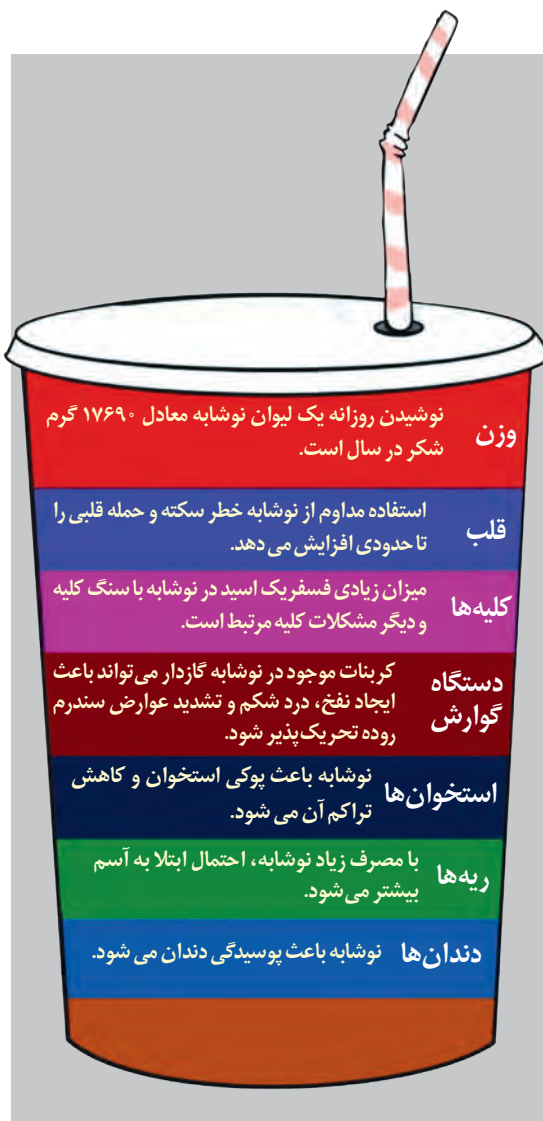 وزن
نوشیدن روزانه یک لیوان نوشابه معادل ۱۷۶۹۰ گرم
شکر در سال است.
قلب
استفاده مداوم از نوشابه خطر سکته و حمله قلبی را
تا حدودی افزایش می دهد.
کلیه‌ها
میزان زیادی فسفریک اسید در نوشابه با سنگ کلیه
و دیگر مشکلات کلیه مرتبط است.
دستگاه
گوارش
کربنات موجود در نوشابه گازدار می‌تواند باعث
ایجاد نفخ، درد شکم و تشدید عوارض سندرم
روده تحریک‌پذیر شود.
استخوان‌ها
نوشابه باعث پوکی استخوان و کاهش
تراکم آن می شود.
ریه‌ها
با مصرف زیاد نوشابه، احتمال ابتلا به آسم
بیشتر می‌شود.
دندان‌ها
نوشابه باعث پوسیدگی دندان می شود.